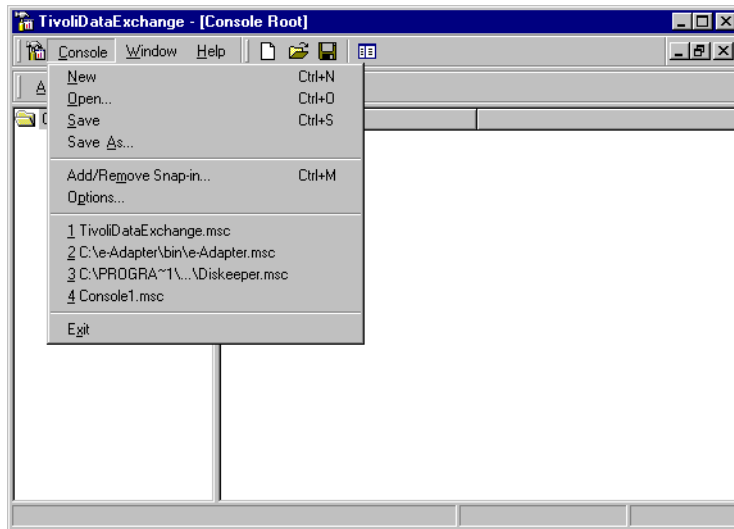 TivoliDataExchange - [Console Root]
Console Window Help
New Ctrl+N
Open... Ctrl+O
Save Ctrl+S
Save As...
Add/Remove Snap-in... Ctrl+M
Options...
1 TivoliDataExchange.msc
2 C:\e-Adapter\bin\e-Adapter.msc
3 C:\PROGRA~1\...\Diskeeper.msc
4 Console1.msc
Exit